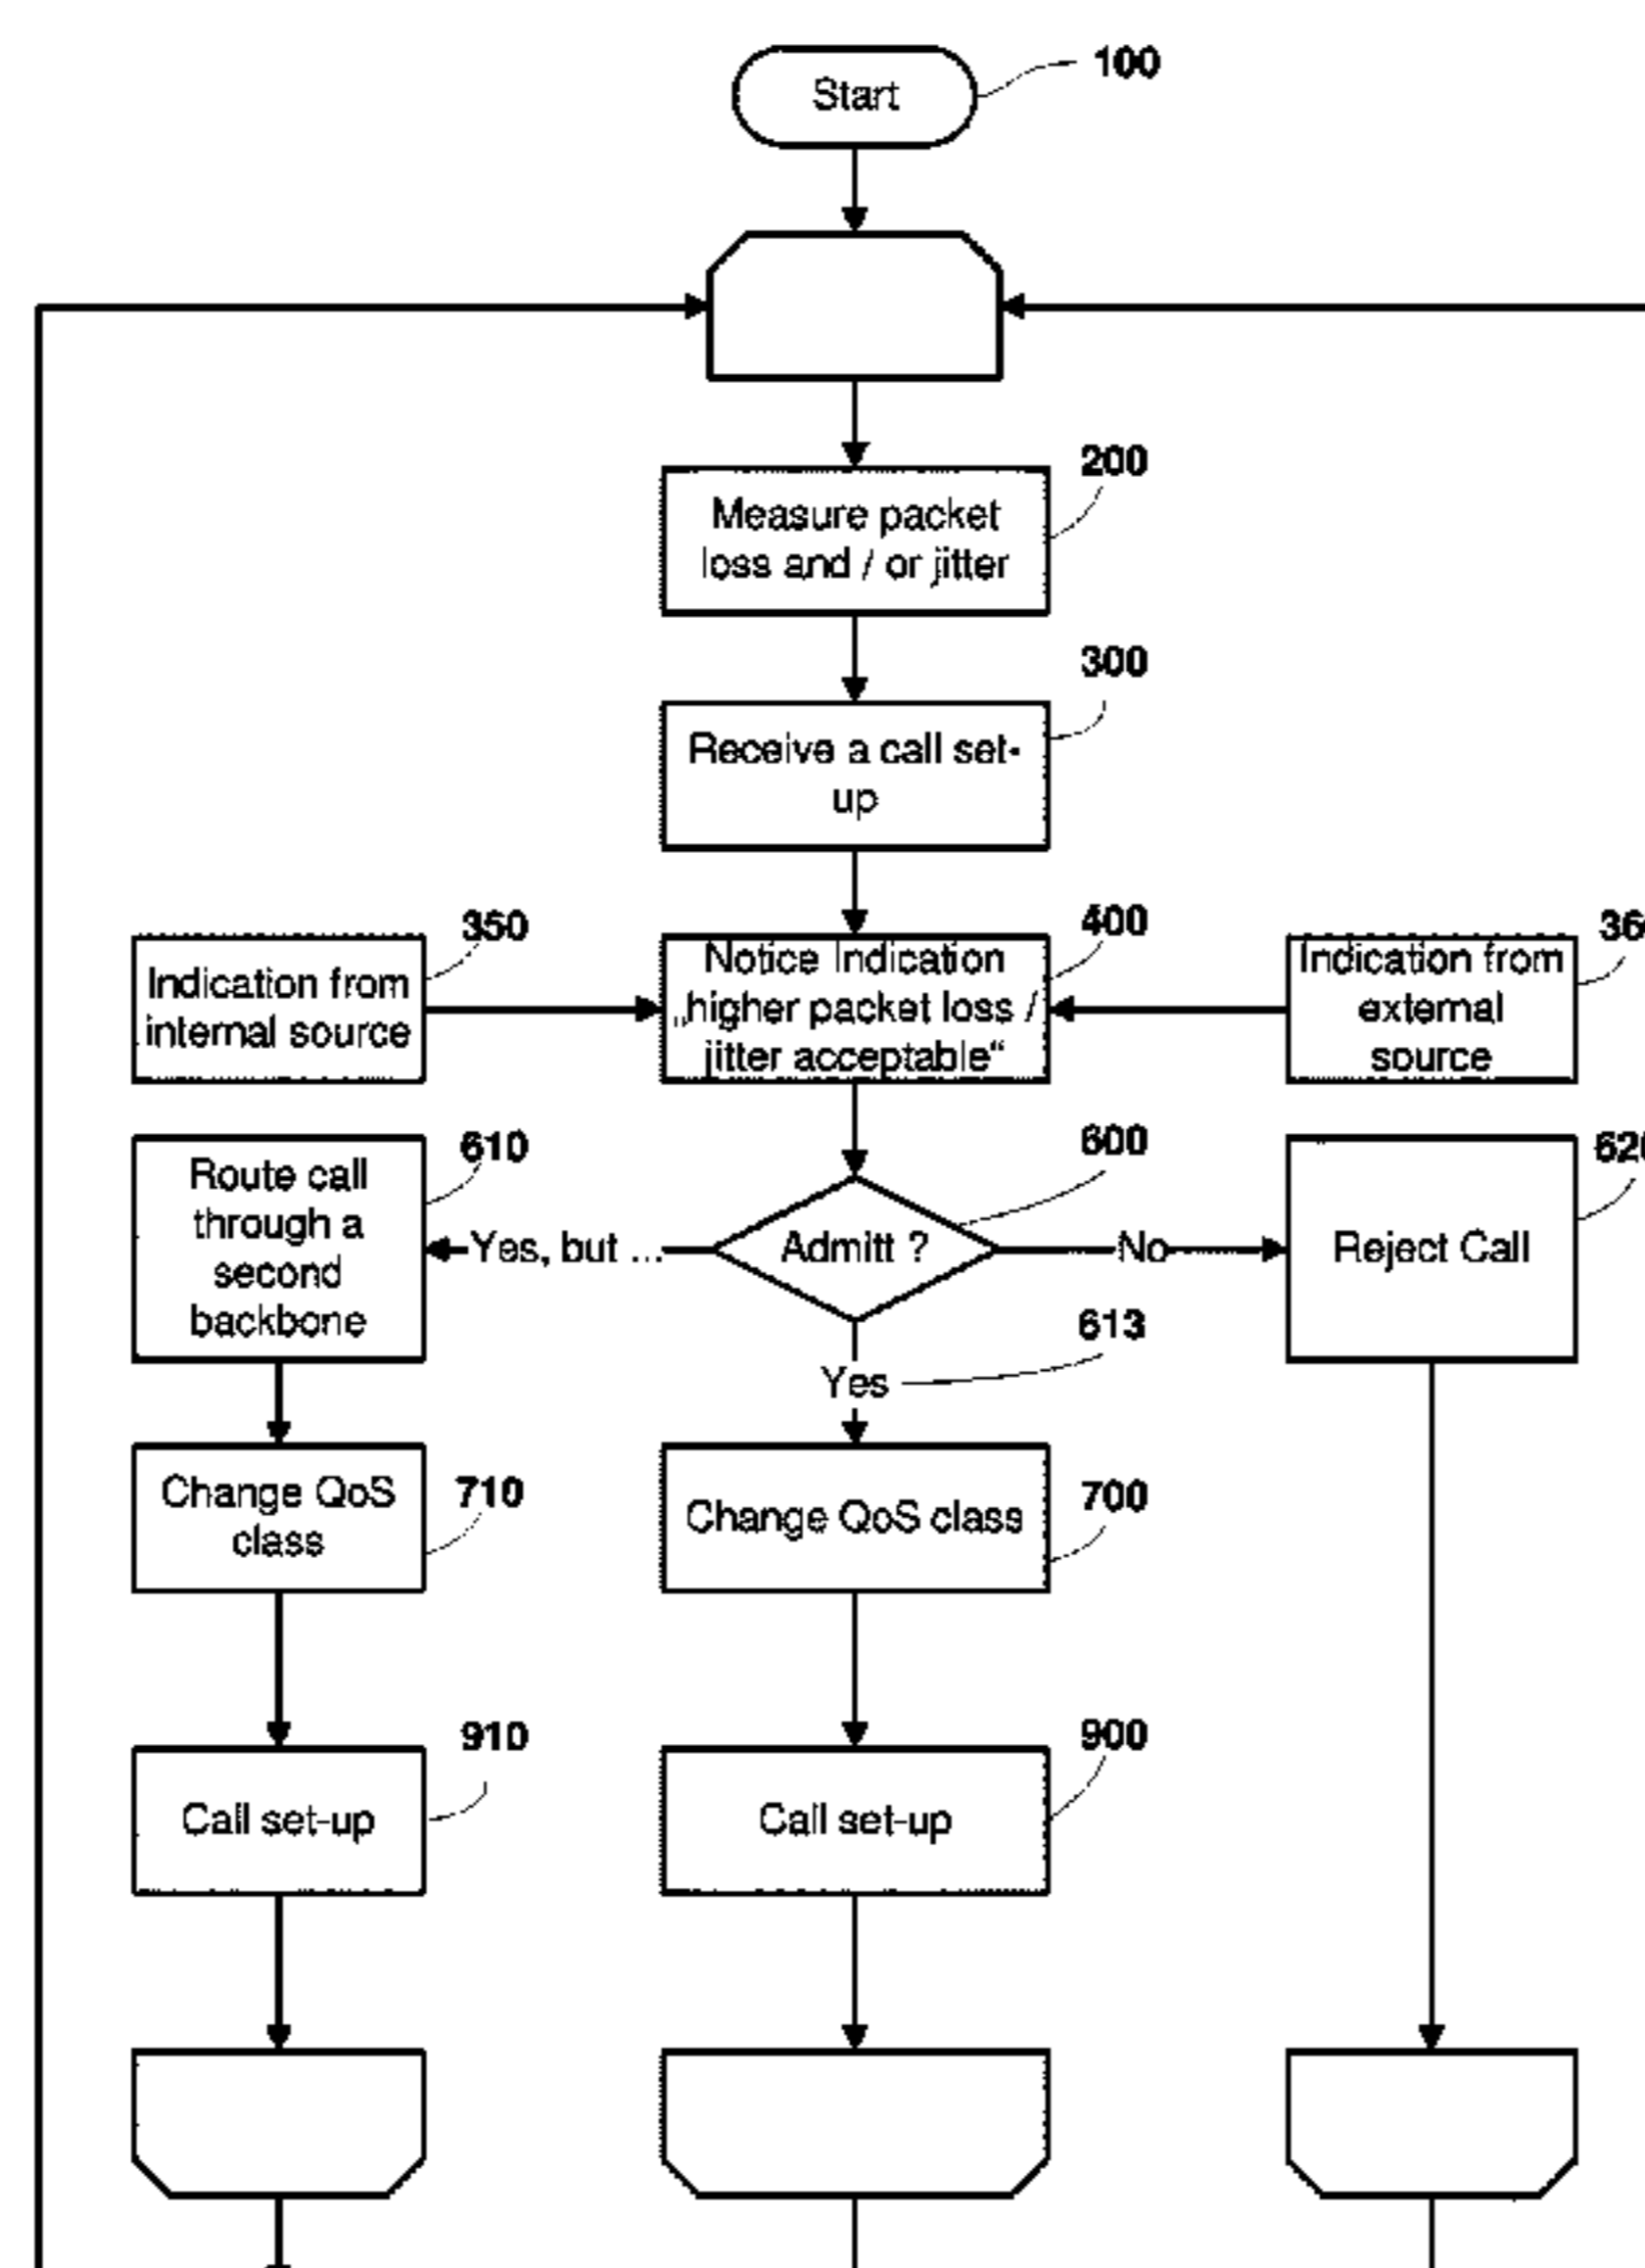 Start
100
200
Measure packet
loss and / or jitter
300
Receive a call set-
up
350
Indication from
internal source
400
Notice Indication
„higher packet loss /
jitter acceptable“
36
Indication from
external
source
610
Route call
through a
second
backbone
Yes, but ...
600
Admitt ?
No
620
Reject Call
613
Yes
710
Change QoS
class
700
Change QoS class
910
Call set-up
900
Call set-up